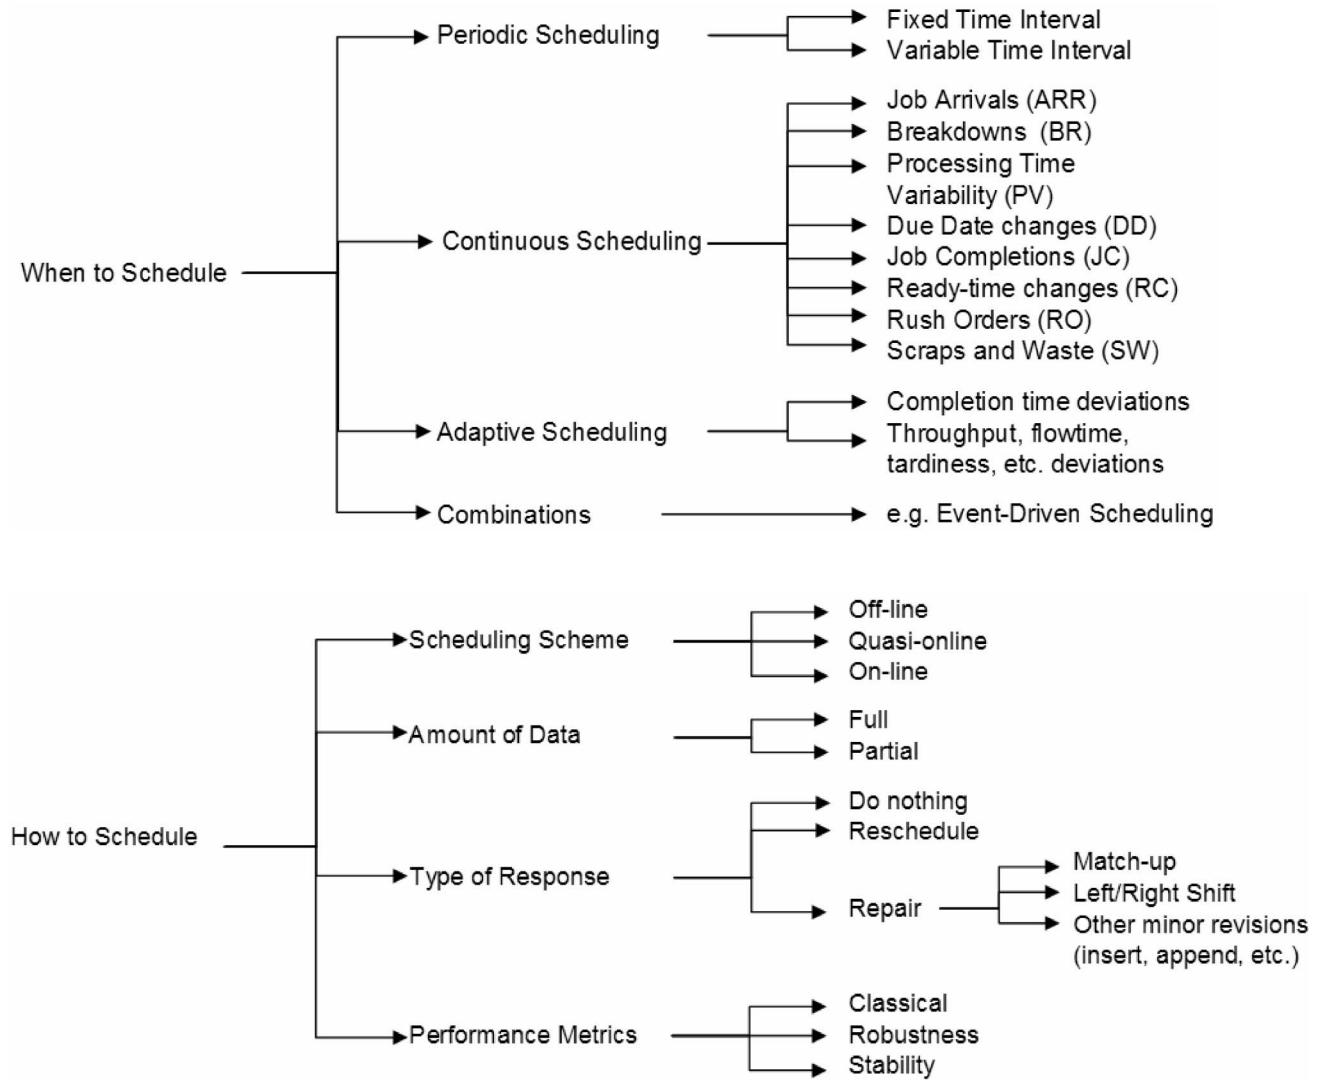 Periodic Scheduling
Fixed Time Interval
Variable Time Interval
Job Arrivals (ARR)
Breakdowns (BR)
Processing Time
Variability (PV)
Due Date changes (DD)
Job Completions (JC)
Ready-time changes (RC)
Rush Orders (RO)
Scraps and Waste (SW)
Continuous Scheduling
When to Schedule
Adaptive Scheduling
Completion time deviations
Throughput, flowtime,
tardiness, etc. deviations
Combinations
e.g. Event-Driven Scheduling
Scheduling Scheme
Off-line
Quasi-online
On-line
Amount of Data
Full
Partial
How to Schedule
Type of Response
Do nothing
Reschedule
Repair
Match-up
Left/Right Shift
Other minor revisions
(insert, append, etc.)
Performance Metrics
Classical
Robustness
Stability